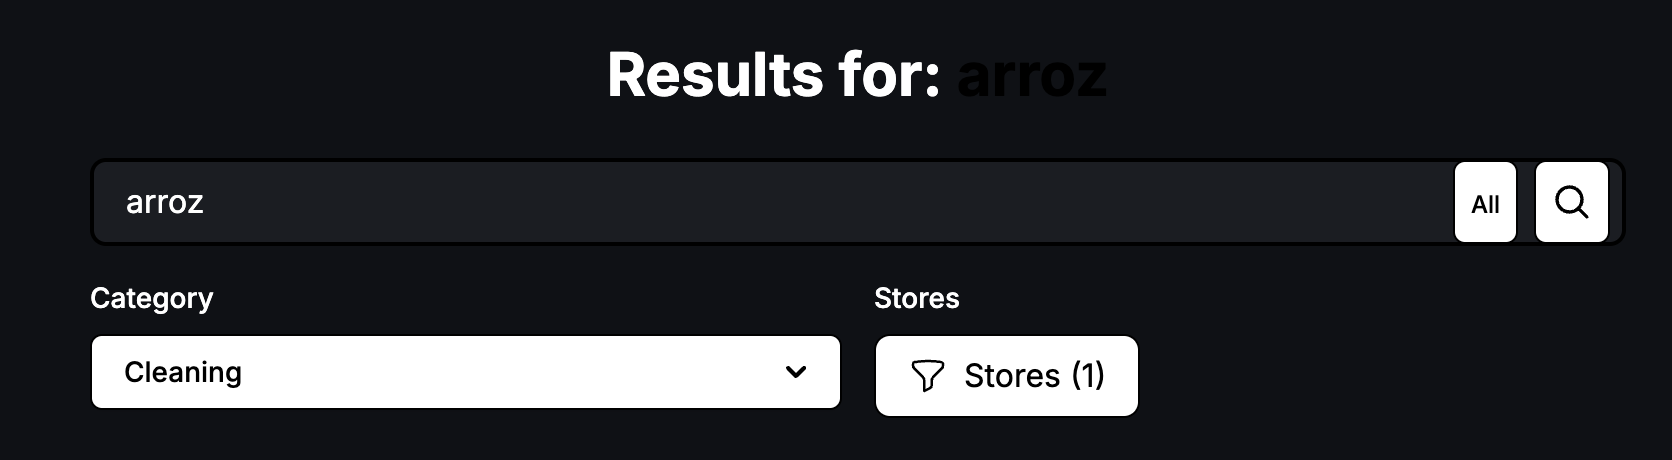 Results for: arroz
arroz
All
Category
Stores
Cleaning
Stores (1)